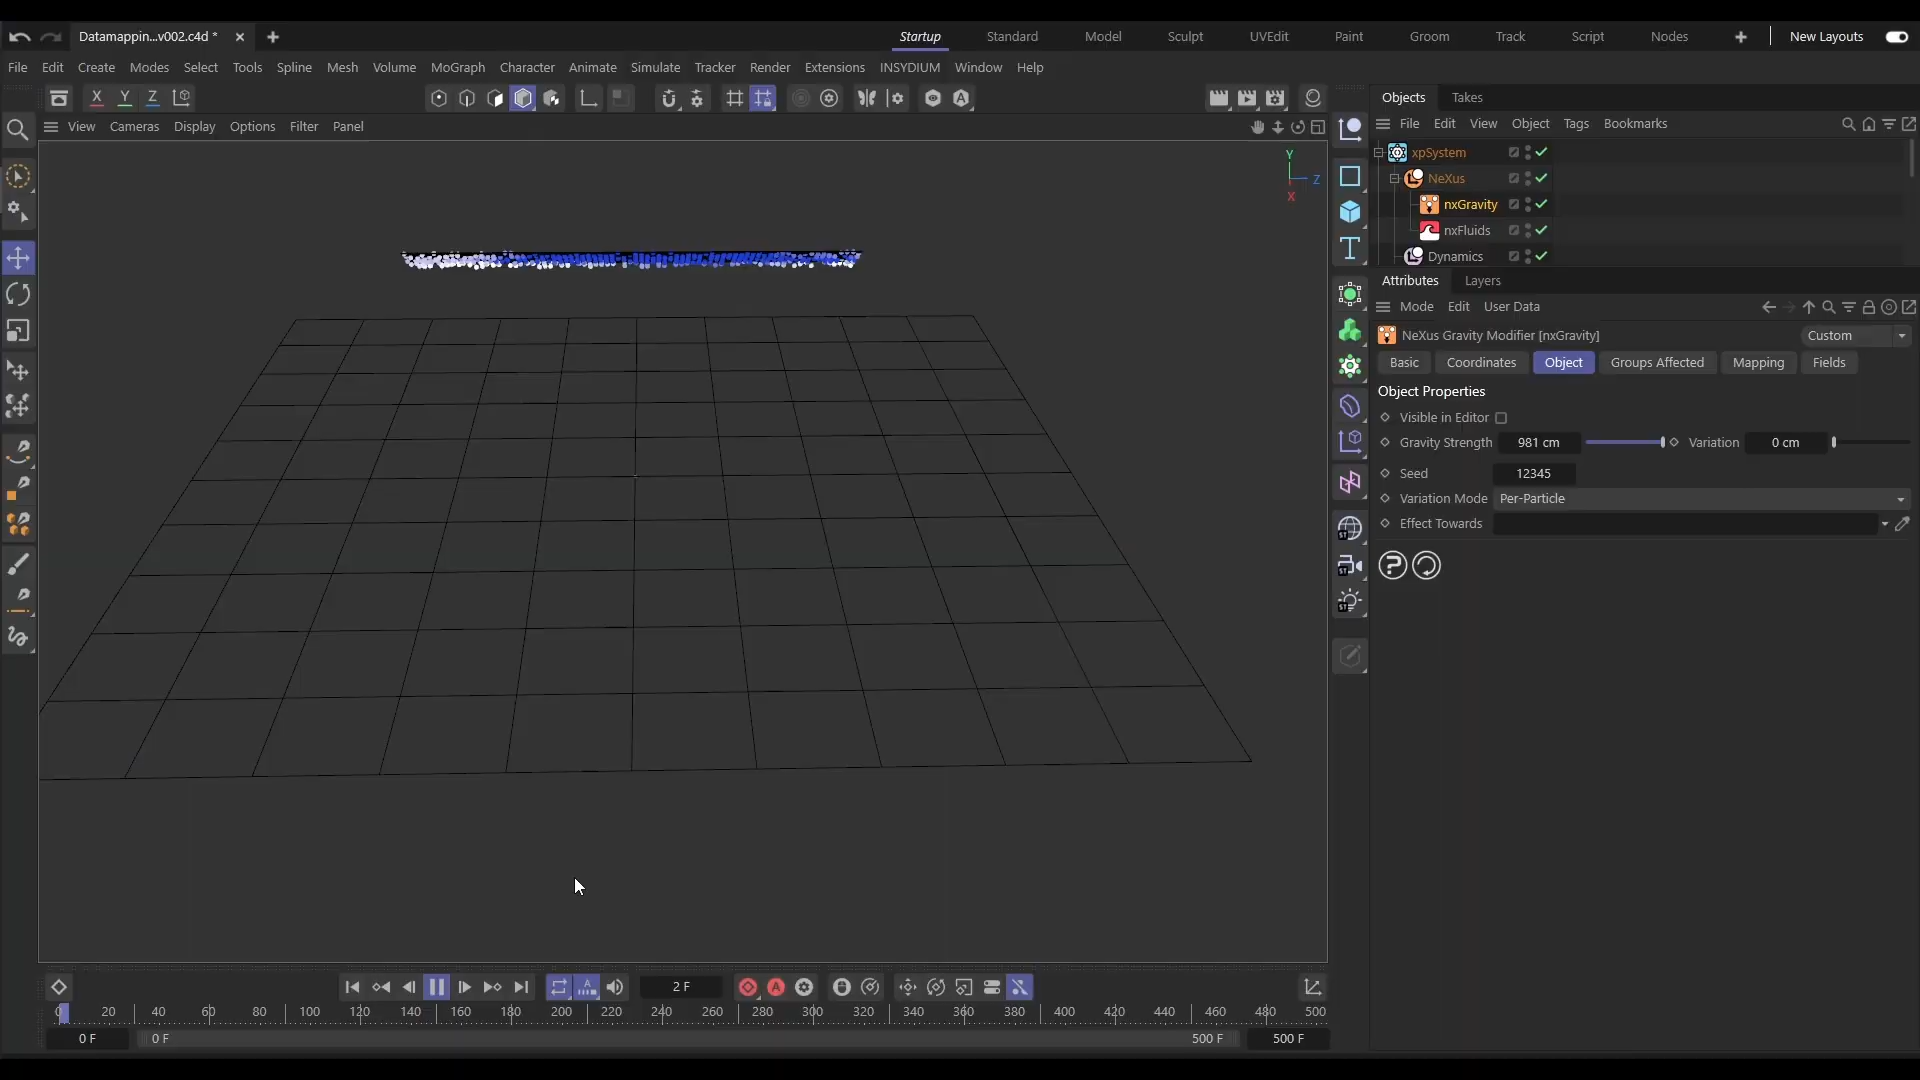 Datamappin...v002.c4d *
Startup Standard Model Sculpt UVEdit Paint Groom Track Script Nodes New Layouts
File Edit Create Modes Select Tools Spline Mesh Volume MoGraph Character Animate Simulate Tracker Render Extensions INSYDIUM Window Help
X Y Z
A
Objects Takes
View Cameras Display Options Filter Panel
File Edit View Object Tags Bookmarks
xpSystem
NeXus
nxGravity
nxFluids
Dynamics
Y
Z
X
T
ST
ST
ST
Attributes Layers
Mode Edit User Data
NeXus Gravity Modifier [nxGravity] Custom
Basic Coordinates Object Groups Affected Mapping Fields
Object Properties
Visible in Editor
Gravity Strength 981 cm Variation 0 cm
Seed 12345
Variation Mode Per-Particle
Effect Towards
?
A 2 F A
0 20 40 60 80 100 120 140 160 180 200 220 240 260 280 300 320 340 360 380 400 420 440 460 480 500
0 F 0 F 500 F 500 F